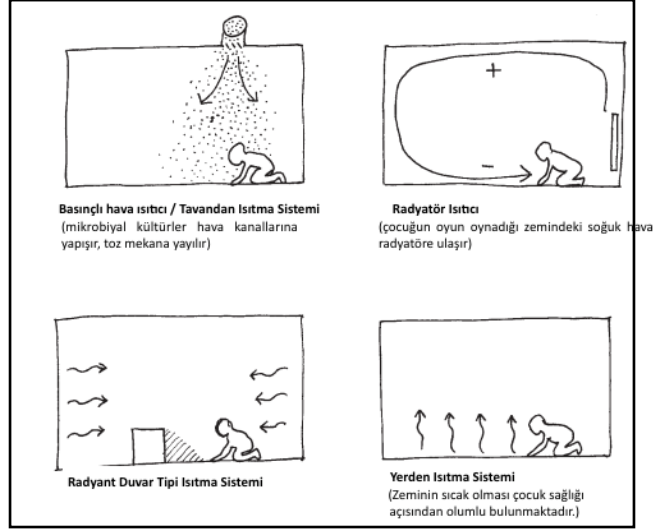 Basınçlı hava ısıtıcı / Tavandan Isıtma Sistemi
(mikrobiyal kültürler hava kanallarına
yapışır, toz mekana yayılır)
+
-
Radyatör Isıtıcı
(çocuğun oyun oynadığı zemindeki soğuk hava
radyatöre ulaşır)
Radyant Duvar Tipi Isıtma Sistemi
Yerden Isıtma Sistemi
(Zeminin sıcak olması çocuk sağlığı
açısından olumlu bulunmaktadır.)